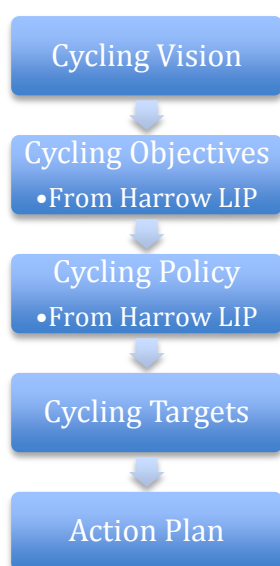 Cycling Vision
Cycling Objectives
•From Harrow LIP
Cycling Policy
•From Harrow LIP
Cycling Targets
Action Plan